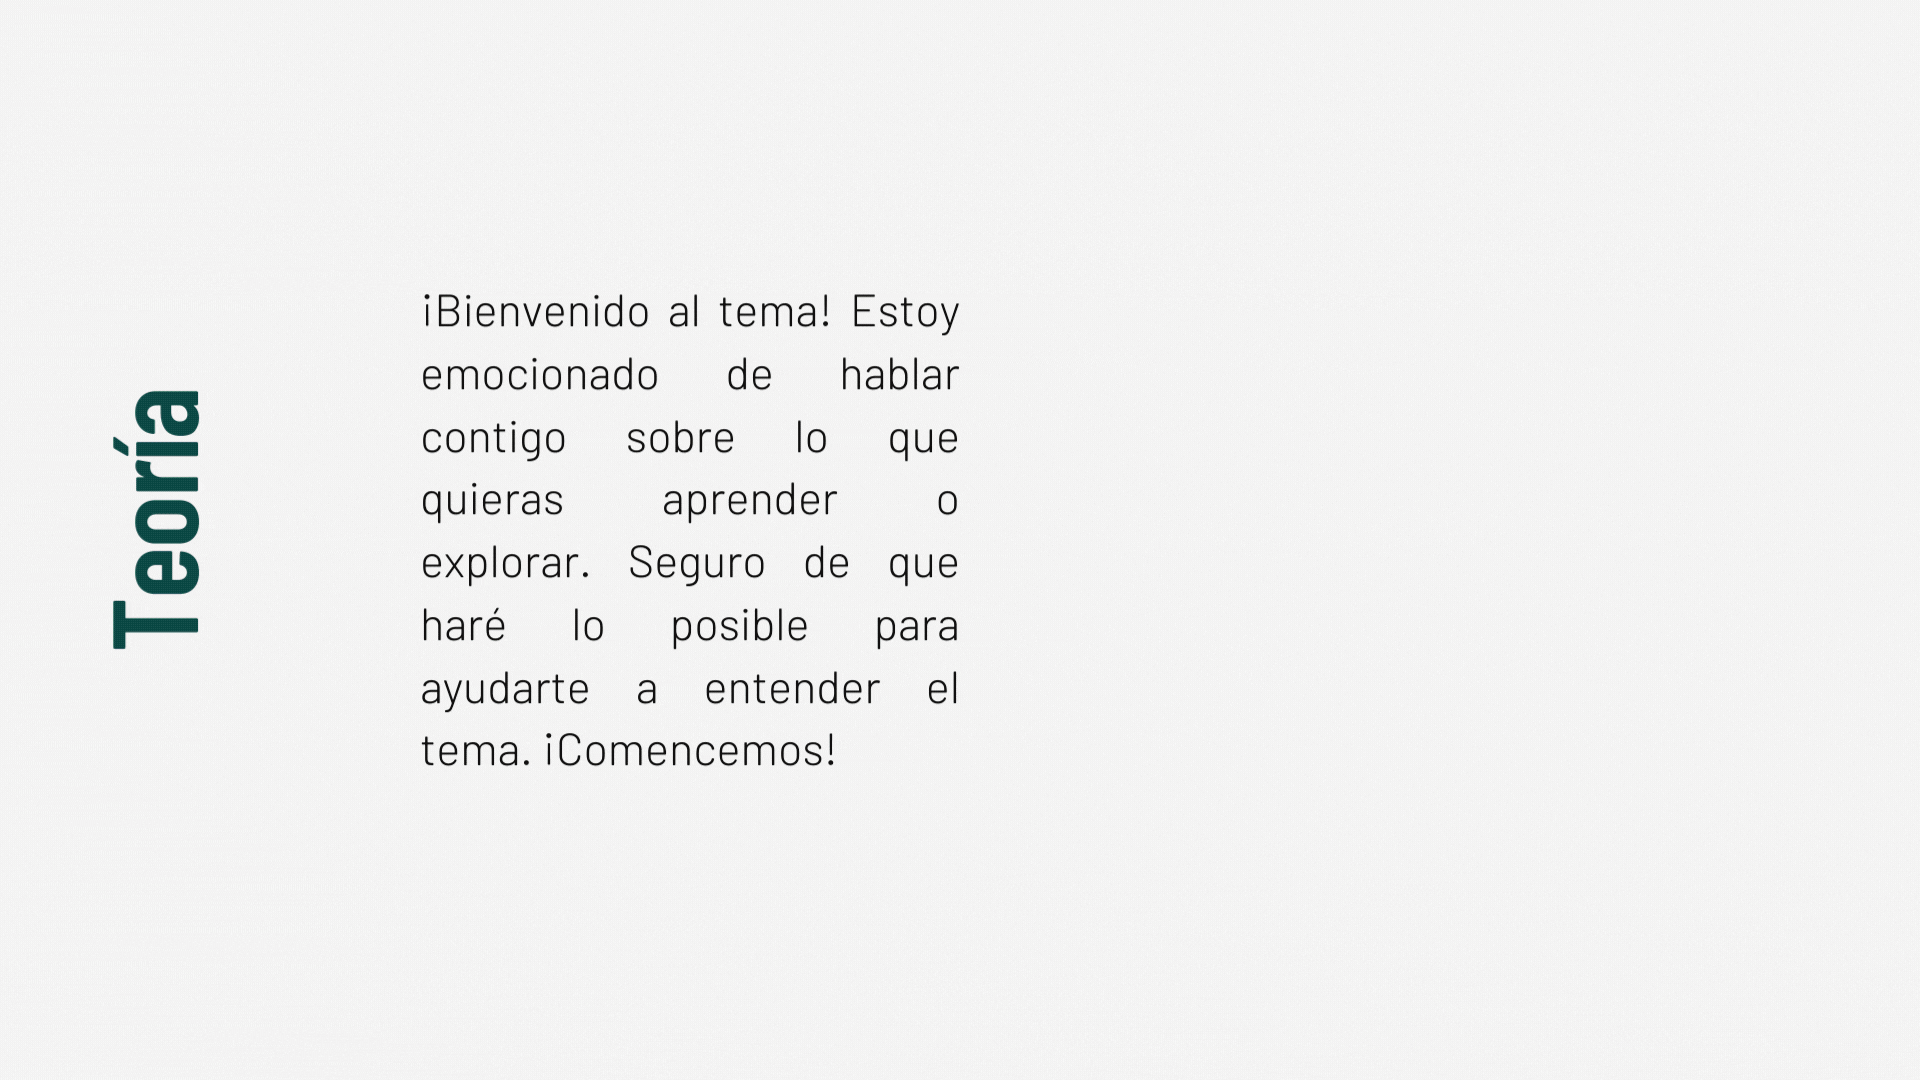 Teoría
¡Bienvenido al tema! Estoy
emocionado de hablar
contigo sobre lo que
quieras aprender o
explorar. Seguro de que
haré lo posible para
ayudarte a entender el
tema. ¡Comencemos!